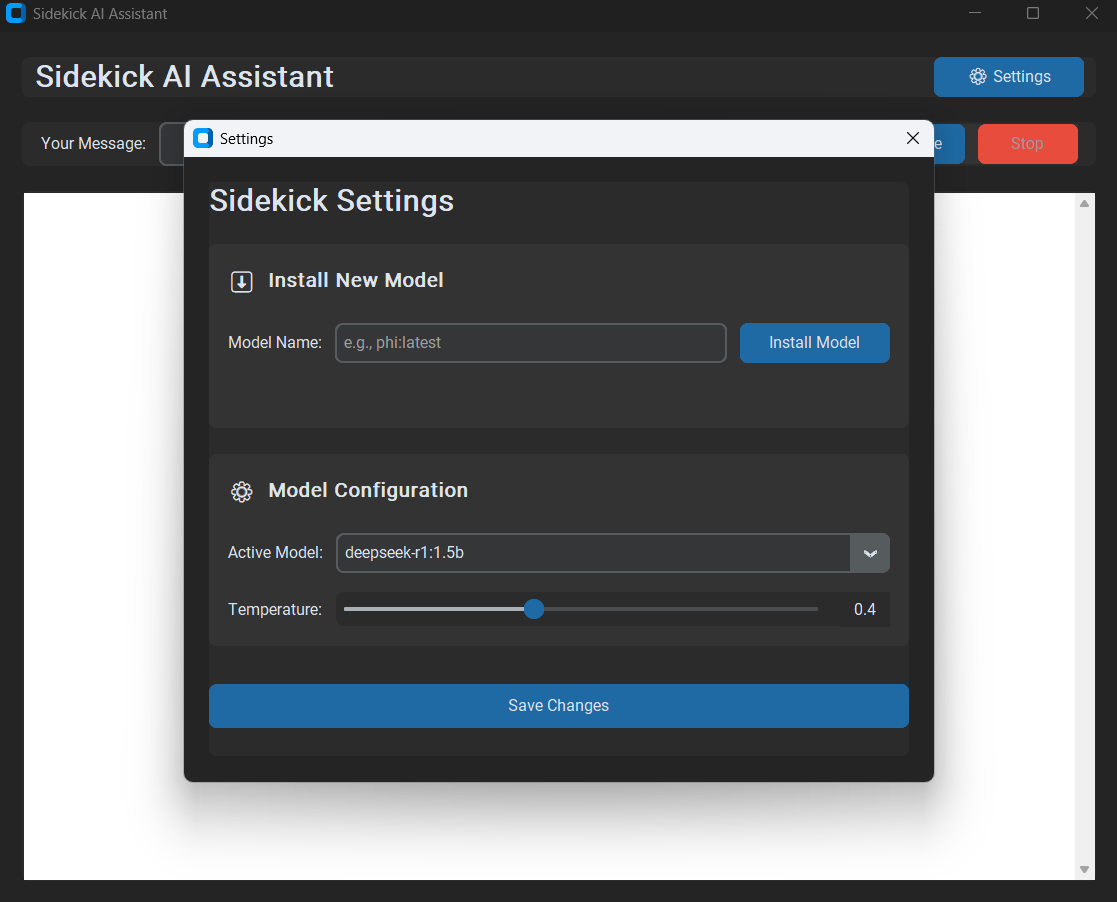 Sidekick AI Assistant
Sidekick AI Assistant
Settings
Your Message:
Stop
Settings
Sidekick Settings
Install New Model
Model Name: e.g., phi:latest Install Model
Model Configuration
Active Model: deepseek-r1:1.5b
Temperature: 0.4
Save Changes